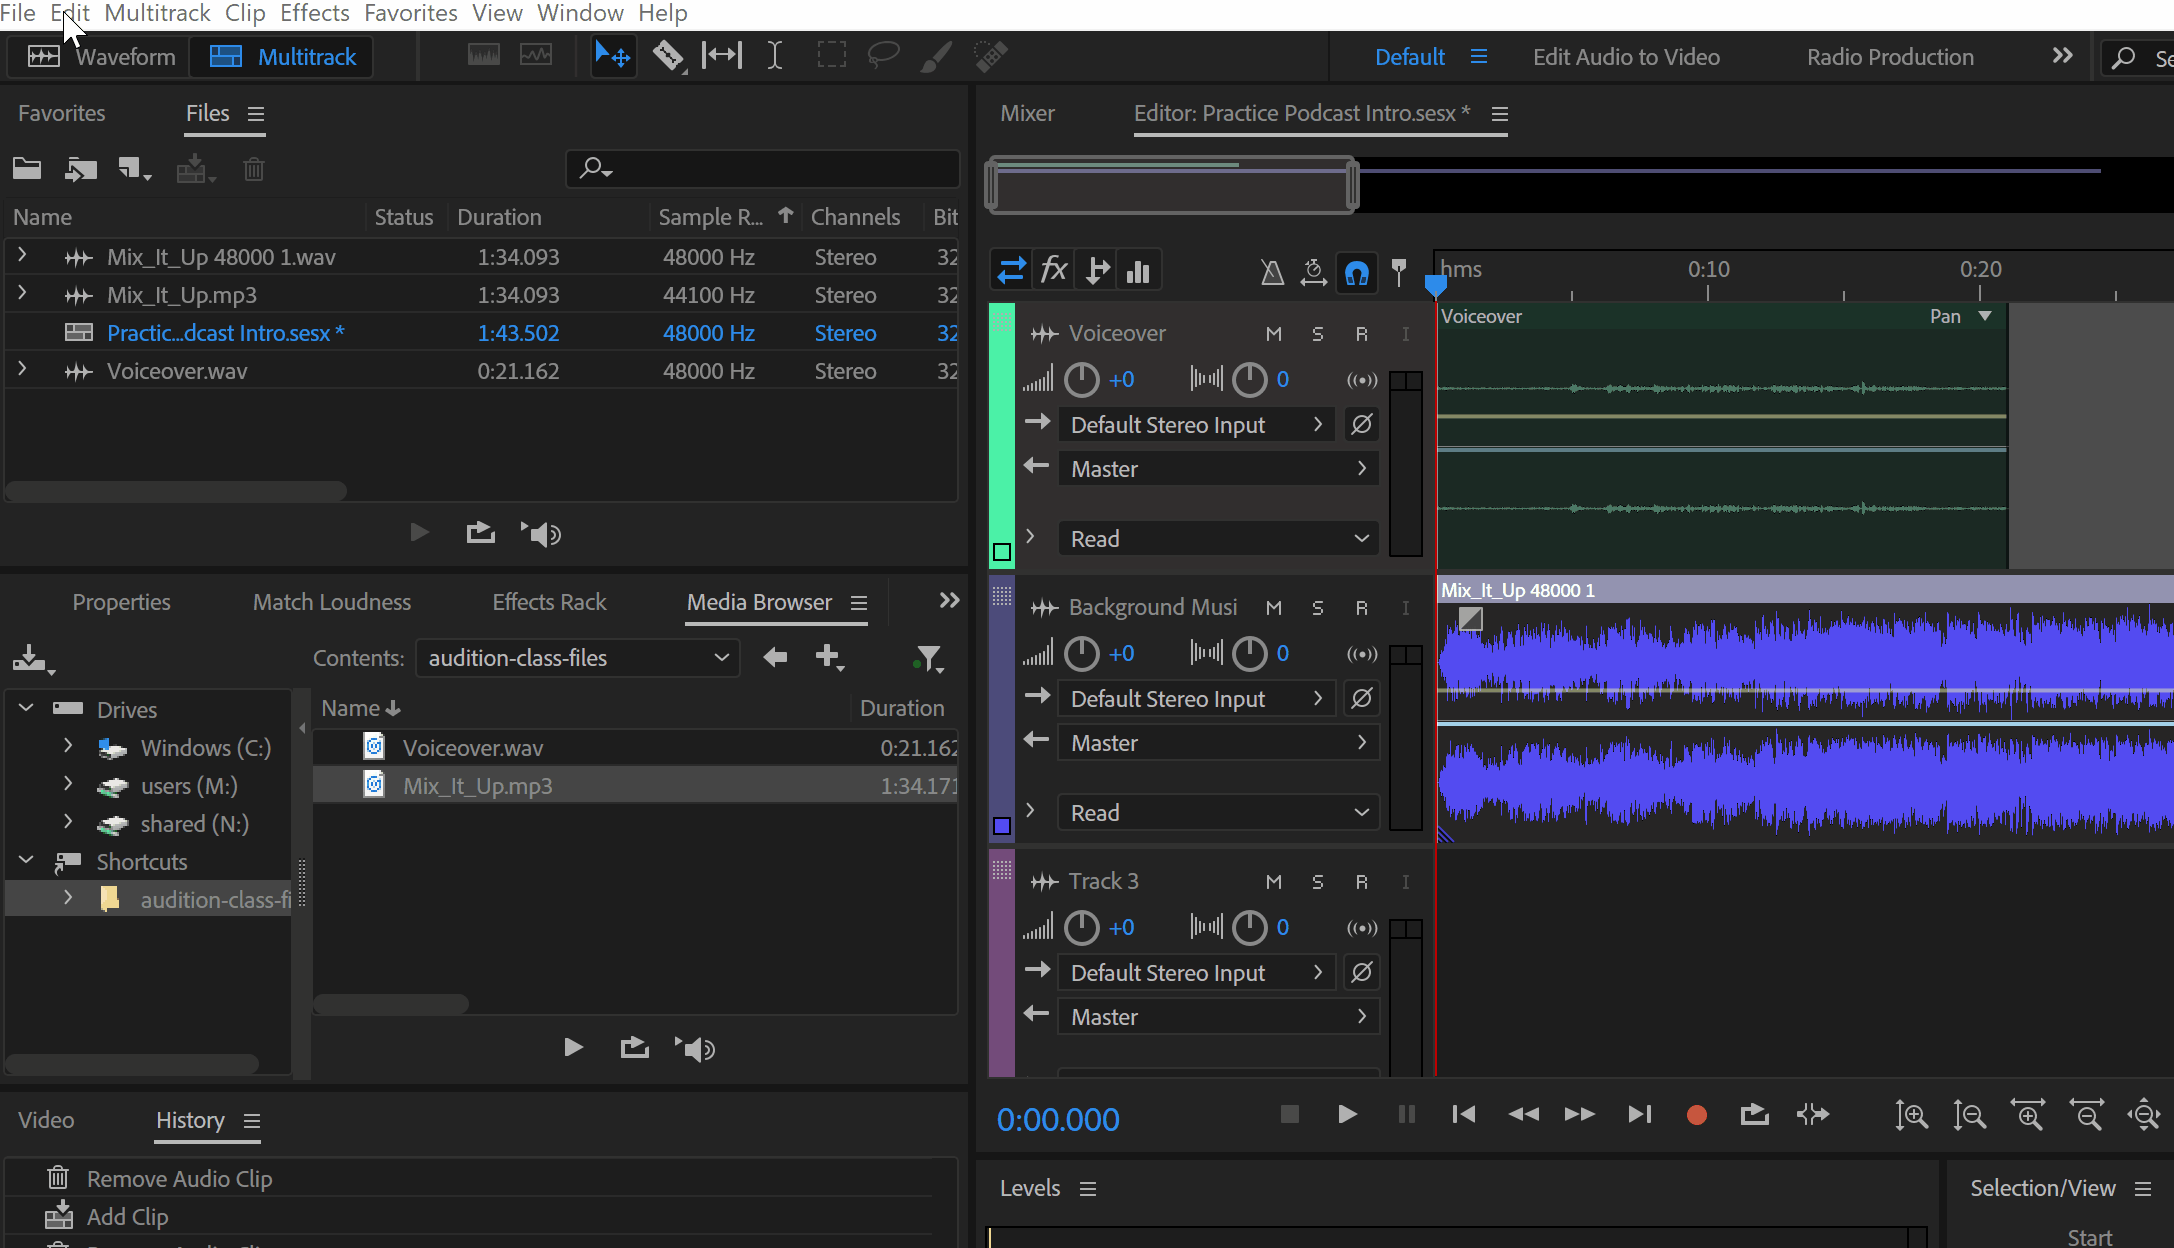 File Edit Multitrack Clip Effects Favorites View Window Help
Waveform Multitrack Default Edit Audio to Video Radio Production
Favorites Files
Name Status Duration Sample R... Channels Bit
Mix_It_Up 48000 1.wav 1:34.093 48000 Hz Stereo 32
Mix_It_Up.mp3 1:34.093 44100 Hz Stereo 32
Practic...dcast Intro.sesx * 1:43.502 48000 Hz Stereo 32
Voiceover.wav 0:21.162 48000 Hz Stereo 32
Properties Match Loudness Effects Rack Media Browser
Contents: audition-class-files
Drives
Windows (C:)
users (M:)
shared (N:)
Shortcuts
audition-class-fi
Name Duration
Voiceover.wav 0:21.162
Mix_It_Up.mp3 1:34.171
Video History
Remove Audio Clip
Add Clip
Mixer Editor: Practice Podcast Intro.sesx *
fx
hms 0:10 0:20
Voiceover M S R I
+0 0
Default Stereo Input
Master
Read
Voiceover Pan
Background Musi M S R I
+0 0
Default Stereo Input
Master
Read
Mix_It_Up 48000 1
Track 3 M S R I
+0 0
Default Stereo Input
Master
0:00.000
Levels
Selection/View
Start